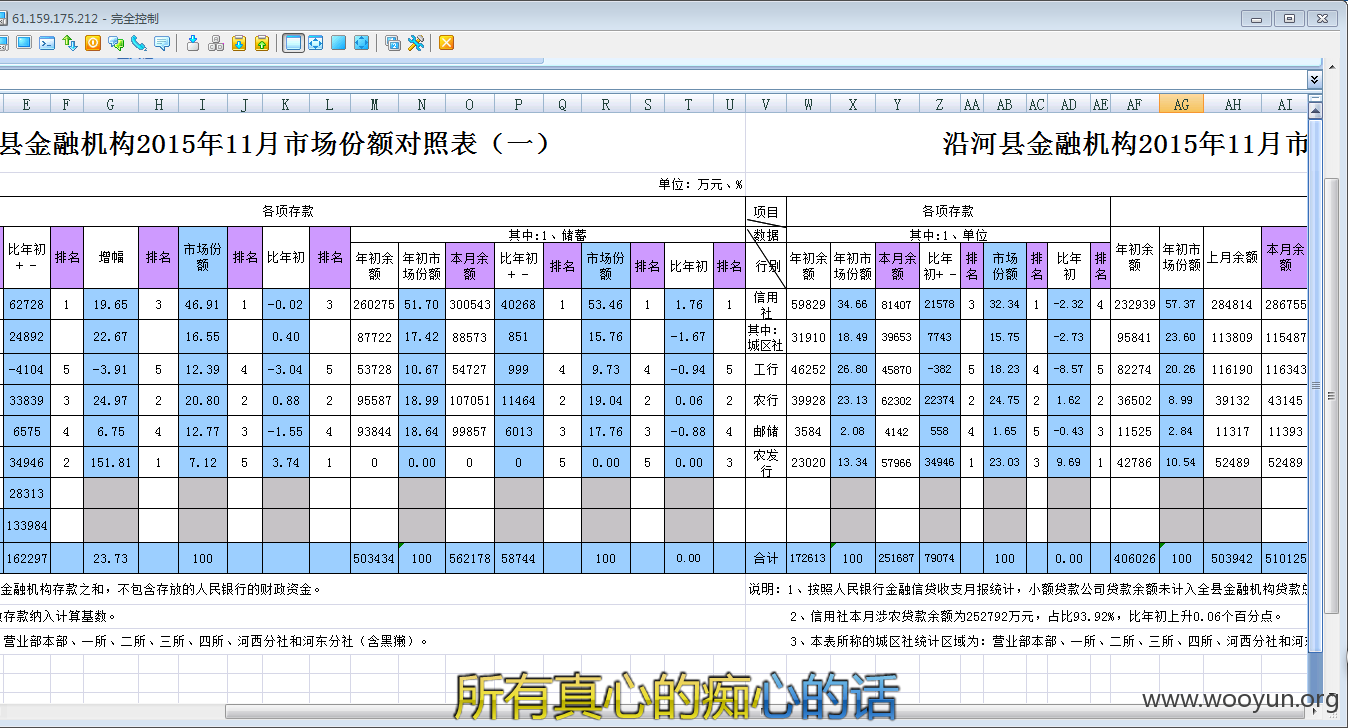 61.159.175.212 - 完全控制
E F G H I J K L M N O P Q R S T U V W X Y Z AA AB AC AD AE AF AG AH AI
县金融机构2015年11月市场份额对照表（一） 沿河县金融机构2015年11月市
单位：万元、%
各项存款 项目 各项存款
其中:1、储蓄 数据 其中:1、单位
比年初+- 排名 增幅 排名 市场份额 排名 比年初 排名 年初余额 年初市场份额 本月余额 比年初+- 排名 市场份额 排名 比年初 排名 行别 年初余额 年初市场份额 本月余额 比年初+- 排名 市场份额 排名 比年初 排名 年初余额 年初市场份额 上月余额 本月余额
62728 1 19.65 3 46.91 1 -0.02 3 260275 51.70 300543 40268 1 53.46 1 1.76 1 信用社 59829 34.66 81407 21578 3 32.34 1 -2.32 4 232939 57.37 284814 286755
24892 22.67 16.55 0.40 87722 17.42 88573 851 15.76 -1.67 其中:城区社 31910 18.49 39653 7743 15.75 -2.73 95841 23.60 113809 115487
-4104 5 -3.91 5 12.39 4 -3.04 5 53728 10.67 54727 999 4 9.73 4 -0.94 5 工行 46252 26.80 45870 -382 5 18.23 4 -8.57 5 82274 20.26 116190 116343
33839 3 24.97 2 20.80 2 0.88 2 95587 18.99 107051 11464 2 19.04 2 0.06 2 农行 39928 23.13 62302 22374 2 24.75 2 1.62 2 36502 8.99 39132 43145
6575 4 6.75 4 12.77 3 -1.55 4 93844 18.64 99857 6013 3 17.76 3 -0.88 4 邮储 3584 2.08 4142 558 4 1.65 5 -0.43 3 11525 2.84 11317 11393
34946 2 151.81 1 7.12 5 3.74 1 0 0.00 0 0 5 0.00 5 0.00 3 农发行 23020 13.34 57966 34946 1 23.03 3 9.69 1 42786 10.54 52489 52489
28313
133984
162297 23.73 100 503434 100 562178 58744 100 0.00 合计 172613 100 251687 79074 100 0.00 406026 100 503942 510125
金融机构存款之和，不包含存放的人民银行的财政资金。 说明：1、按照人民银行金融信贷收支月报统计，小额贷款公司贷款余额未计入全县金融机构贷款
存款纳入计算基数。 2、信用社本月涉农贷款余额为252792万元，占比93.92%，比年初上升0.06个百分点。
营业部本部、一所、二所、三所、四所、河西分社和河东分社（含黑獭）。 3、本表所称的城区社统计区域为：营业部本部、一所、二所、三所、四所、河西分社和河
所有真心的痴心的话
www.wooyun.org